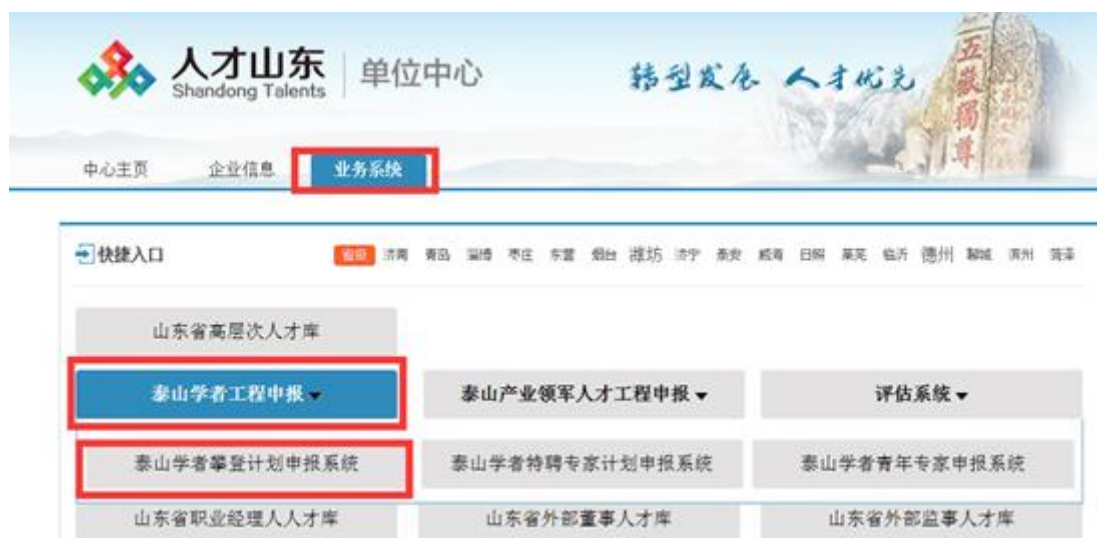 人才山东 单位中心
Shandong Talents
转型发展 人才优先
五嶽獨尊
中心主页 企业信息 业务系统
快捷入口 省级 济南 青岛 淄博 枣庄 东营 烟台 潍坊 济宁 泰安 威海 日照 莱芜 临沂 德州 聊城 滨州 菏泽
山东省高层次人才库
泰山学者工程申报 泰山产业领军人才工程申报 评估系统
泰山学者攀登计划申报系统 泰山学者特聘专家计划申报系统 泰山学者青年专家申报系统
山东省职业经理人人才库 山东省外部董事人才库 山东省外部监事人才库